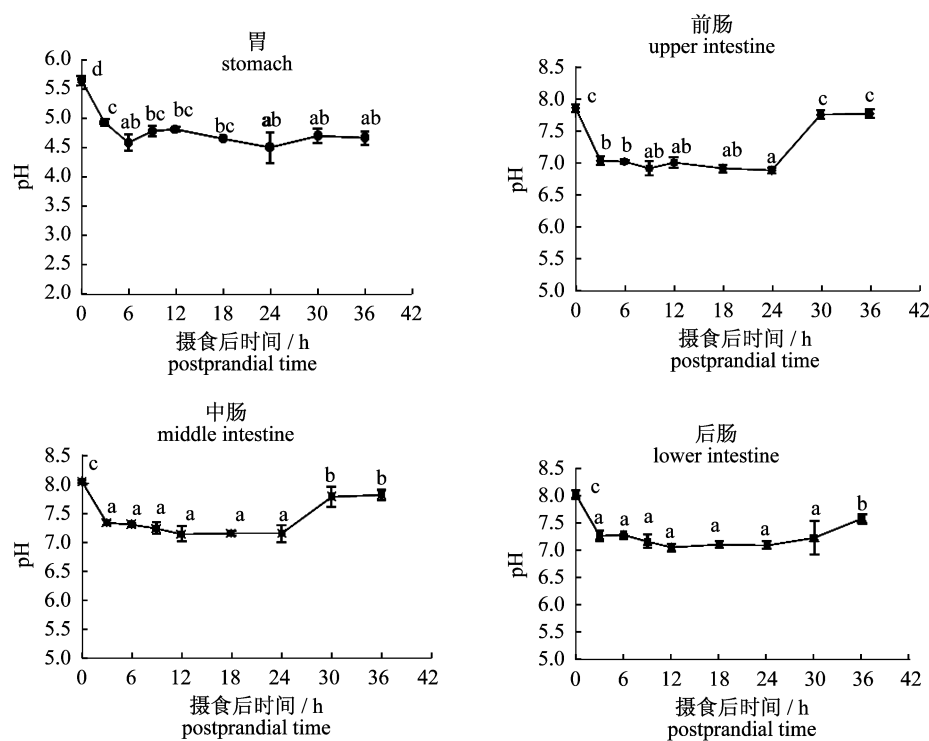 胃
stomach
6.0
5.5
5.0
4.5
4.0
3.5
3.0
2.5
2.0
pH
d
c
ab
bc
bc
bc
ab
ab
ab
0 6 12 18 24 30 36 42
摄食后时间 / h
postprandial time
前肠
upper intestine
8.5
8.0
7.5
7.0
6.5
6.0
5.5
5.0
pH
c
b
b
ab
ab
ab
a
c
c
0 6 12 18 24 30 36 42
摄食后时间 / h
postprandial time
中肠
middle intestine
8.5
8.0
7.5
7.0
6.5
6.0
5.5
5.0
pH
c
a
a
a
a
a
a
b
b
0 6 12 18 24 30 36 42
摄食后时间 / h
postprandial time
后肠
lower intestine
8.5
8.0
7.5
7.0
6.5
6.0
5.5
5.0
pH
c
a
a
a
a
a
a
a
b
0 6 12 18 24 30 36 42
摄食后时间 / h
postprandial time